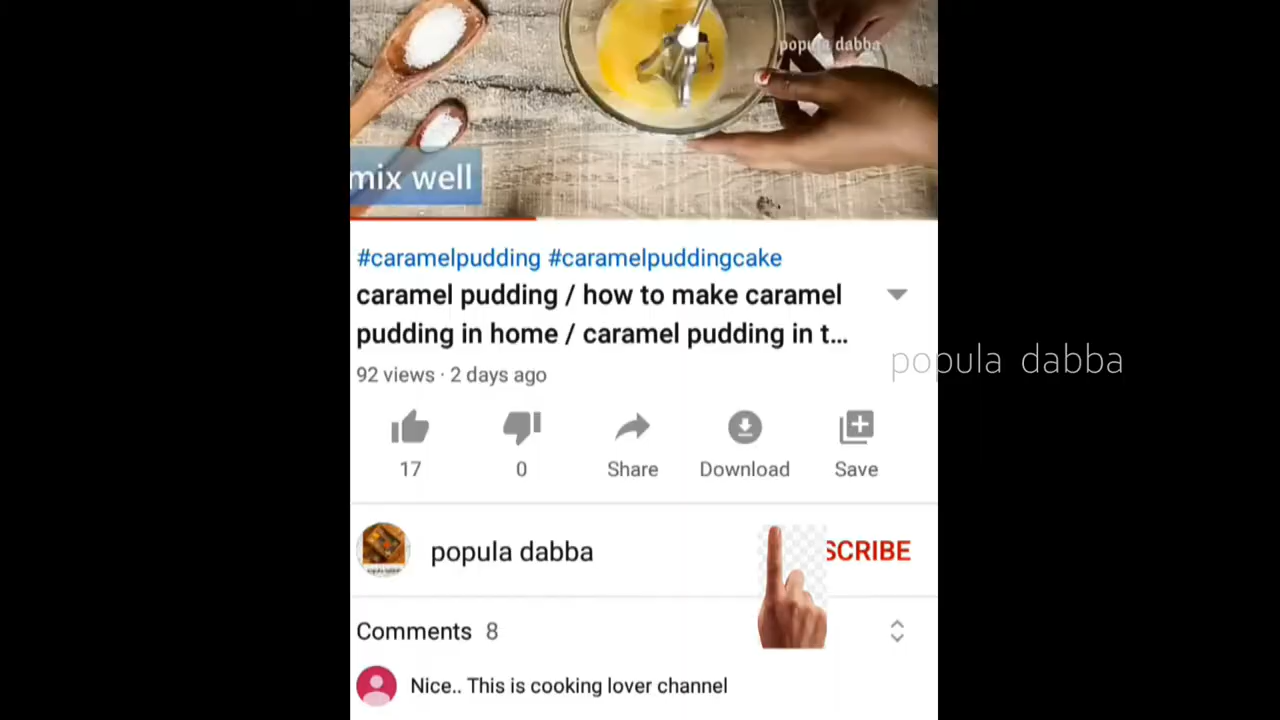 popula dabba
mix well
#caramelpudding #caramelpuddingcake
caramel pudding / how to make caramel
pudding in home / caramel pudding in t...
92 views · 2 days ago
popula dabba
17
0
Share
Download
Save
popula dabba
SCRIBE
Comments 8
Nice.. This is cooking lover channel